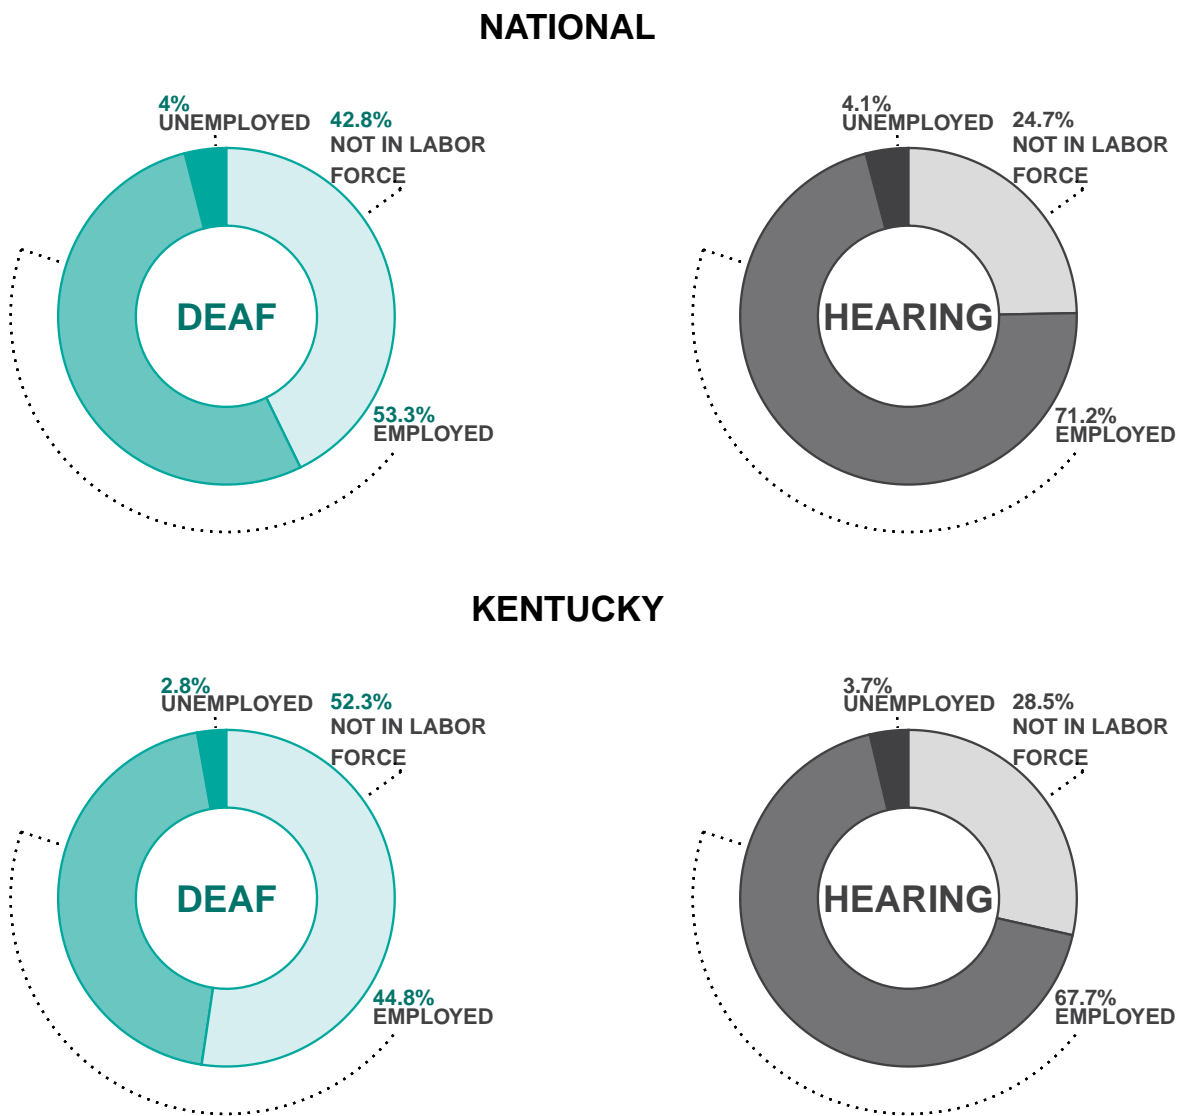 NATIONAL
4%
UNEMPLOYED
42.8%
NOT IN LABOR
FORCE
DEAF
53.3%
EMPLOYED
4.1%
UNEMPLOYED
24.7%
NOT IN LABOR
FORCE
HEARING
71.2%
EMPLOYED
KENTUCKY
2.8%
UNEMPLOYED
52.3%
NOT IN LABOR
FORCE
DEAF
44.8%
EMPLOYED
3.7%
UNEMPLOYED
28.5%
NOT IN LABOR
FORCE
HEARING
67.7%
EMPLOYED